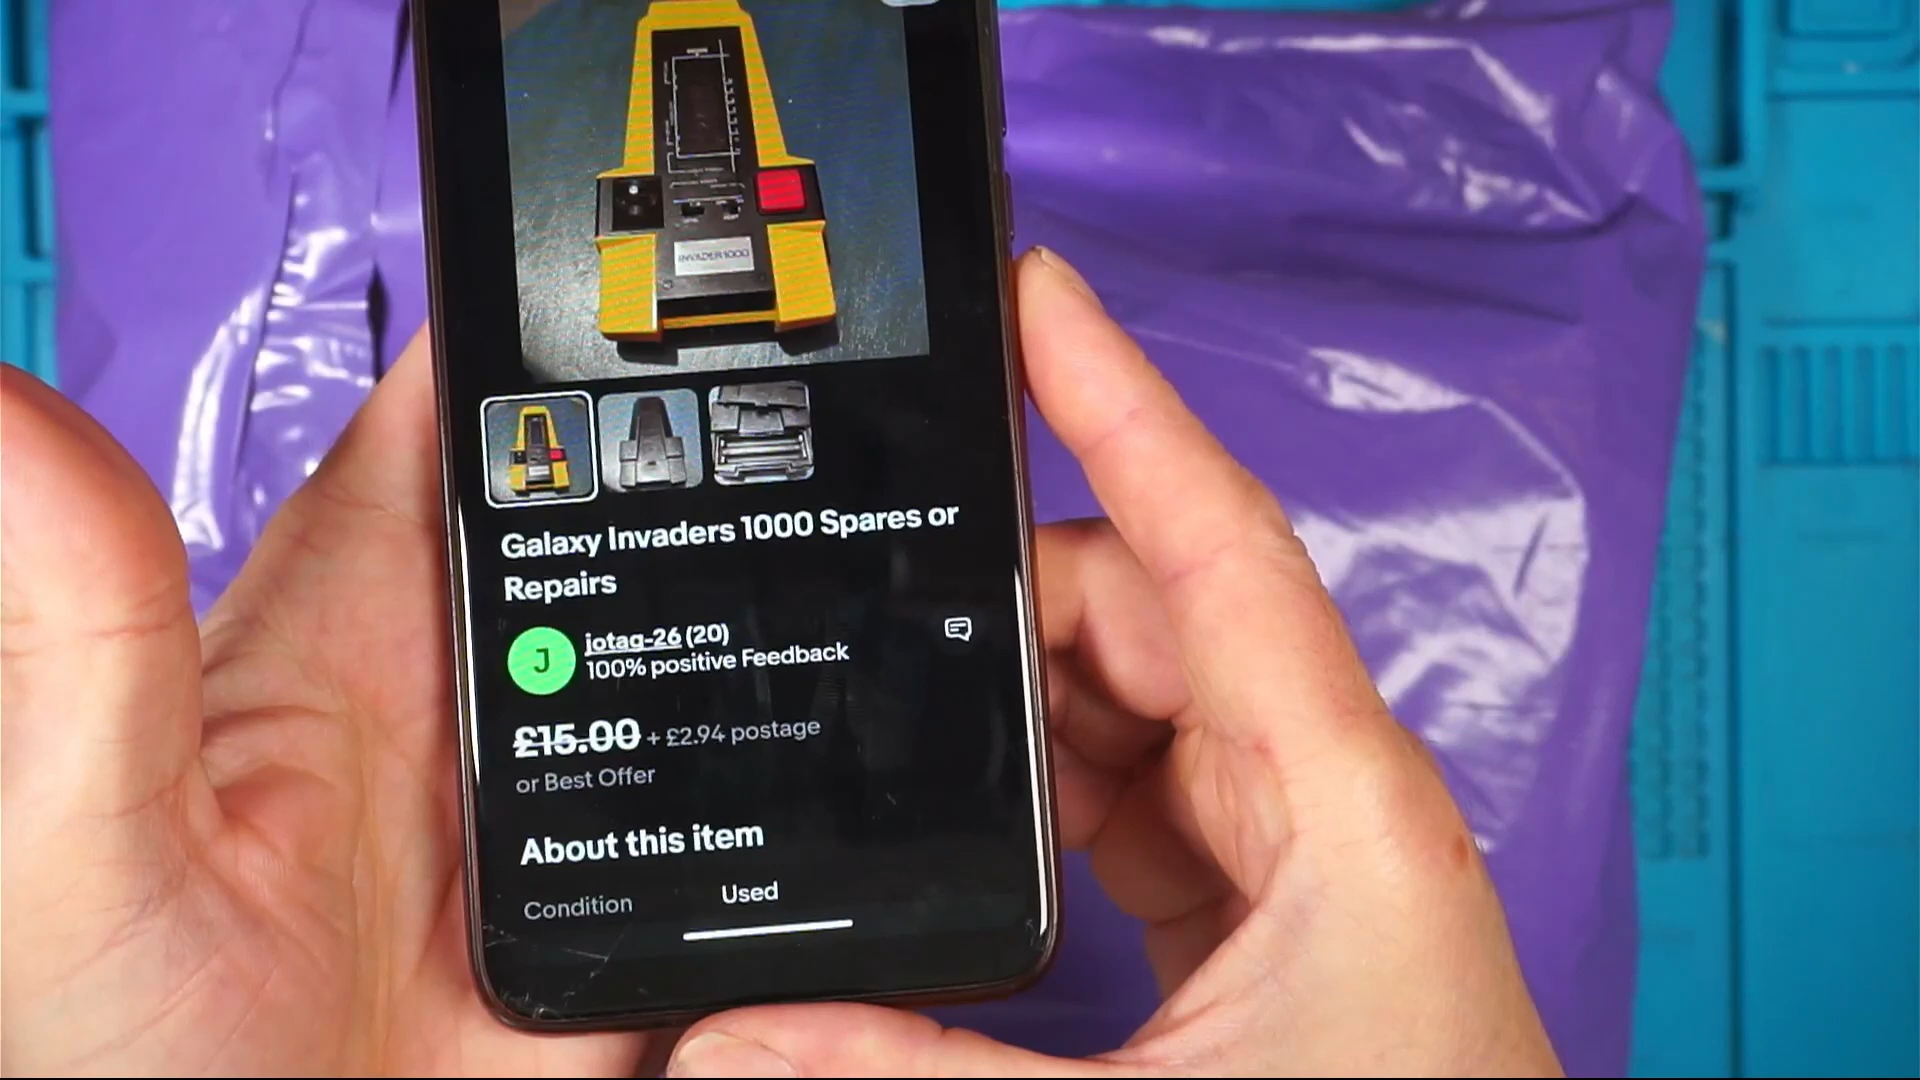 INVADER 1000
Galaxy Invaders 1000 Spares or
Repairs
J
jotag-26 (20)
100% positive Feedback
£15.00 + £2.94 postage
or Best Offer
About this item
Condition Used